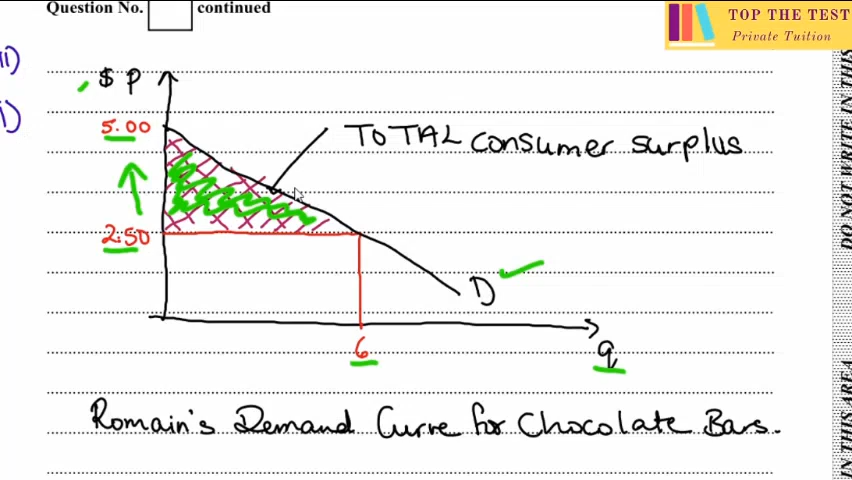 Question No. continued
TOP THE TEST
Private Tuition
$ P
5.00
TOTAL consumer surplus
2.50
D
6
q
Romain's Demand Curve for Chocolate Bars.
DO NOT WRITE IN THIS
IN THIS AREA